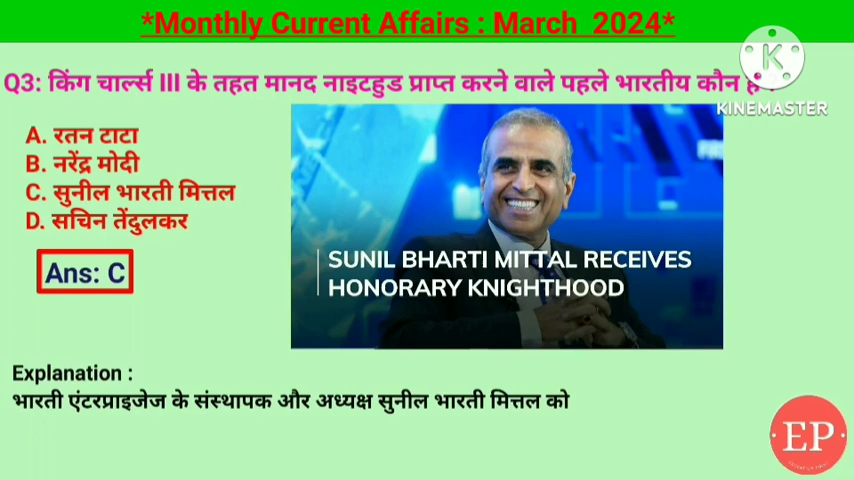 *Monthly Current Affairs : March 2024*
Q3: किंग चार्ल्स III के तहत मानद नाइटहुड प्राप्त करने वाले पहले भारतीय कौन
KINEMASTER
A. रतन टाटा
B. नरेंद्र मोदी
C. सुनील भारती मित्तल
D. सचिन तेंदुलकर
Ans: C
SUNIL BHARTI MITTAL RECEIVES
HONORARY KNIGHTHOOD
Explanation :
भारती एंटरप्राइजेज के संस्थापक और अध्यक्ष सुनील भारती मित्तल को
EP